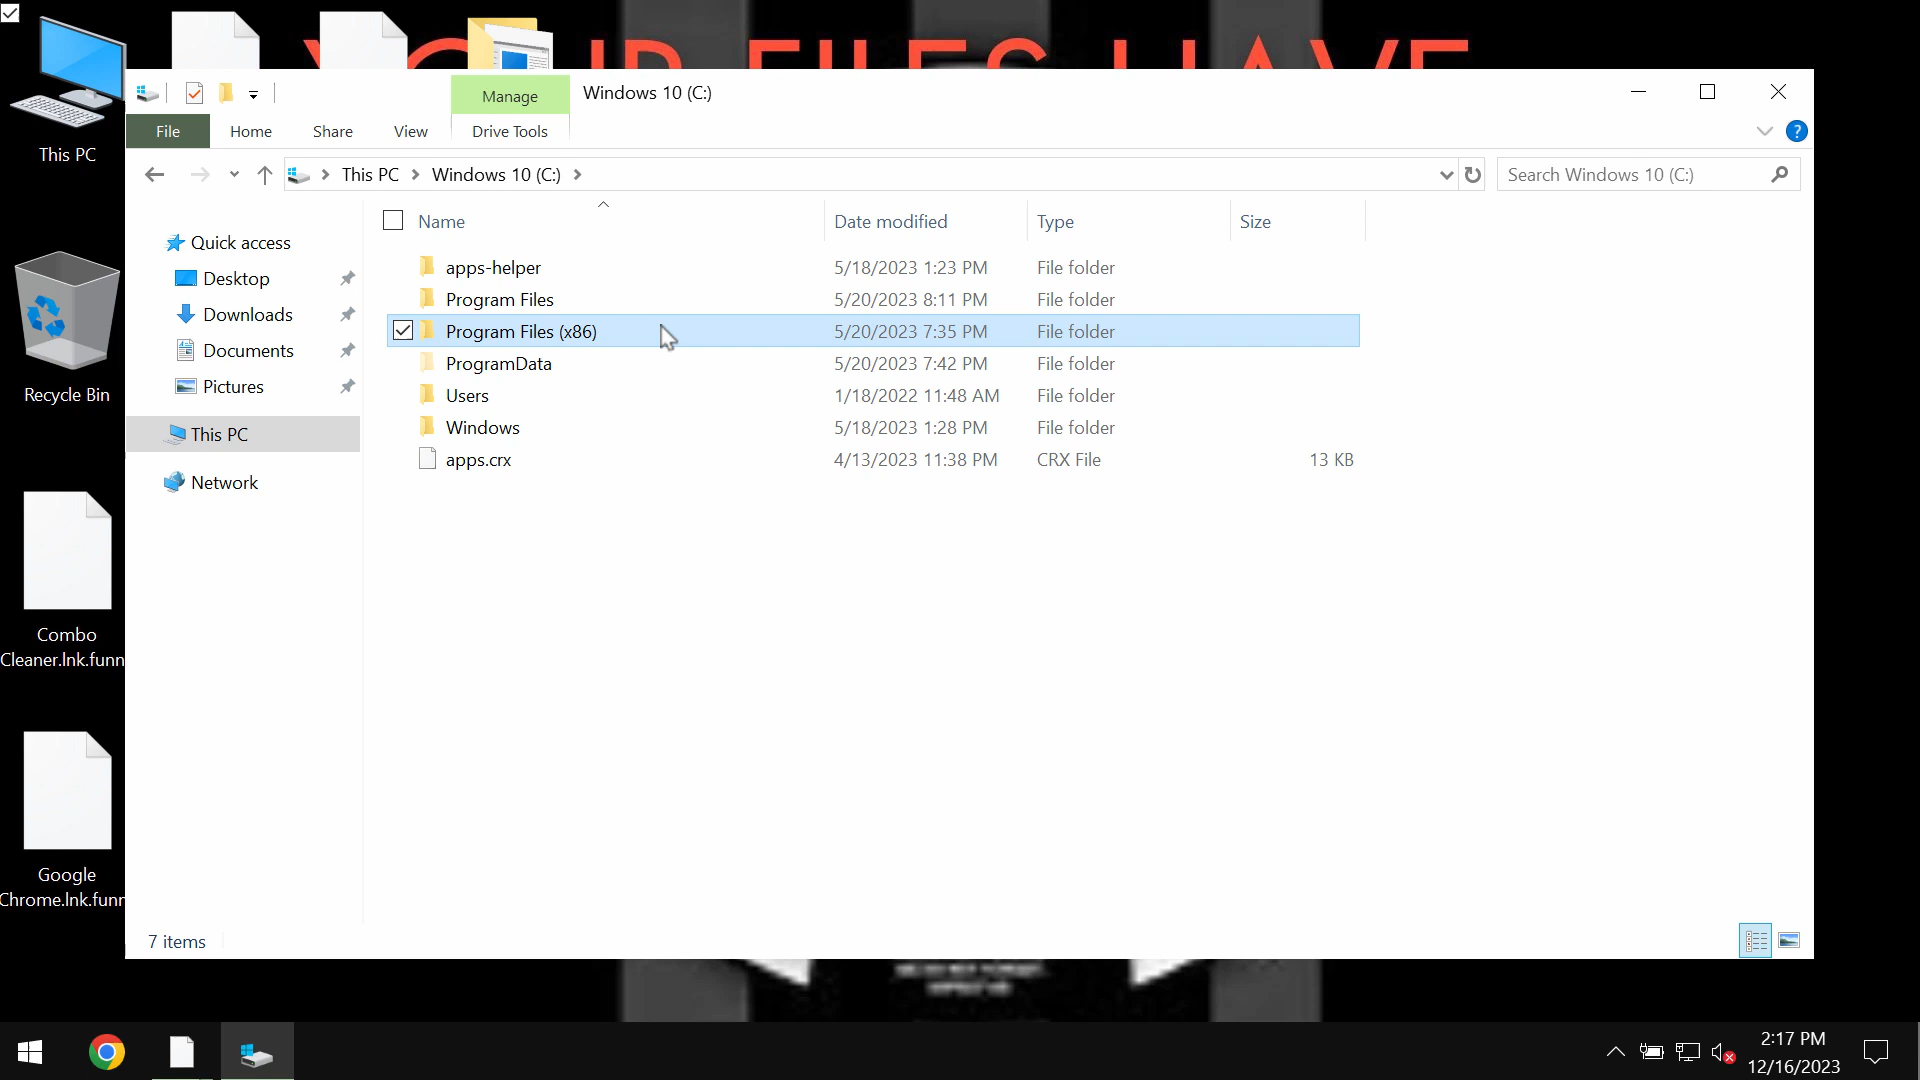 YOUR FILES HAVE
Manage
Windows 10 (C:)
File
Home
Share
View
Drive Tools
?
This PC
Windows 10 (C:)
Search Windows 10 (C:)
Name
Date modified
Type
Size
Quick access
Desktop
Downloads
Documents
Pictures
This PC
Network
apps-helper 5/18/2023 1:23 PM File folder
Program Files 5/20/2023 8:11 PM File folder
Program Files (x86) 5/20/2023 7:35 PM File folder
ProgramData 5/20/2023 7:42 PM File folder
Users 1/18/2022 11:48 AM File folder
Windows 5/18/2023 1:28 PM File folder
apps.crx 4/13/2023 11:38 PM CRX File 13 KB
7 items
This PC
Recycle Bin
Combo
Cleaner.lnk.funn
Google
Chrome.lnk.funn
2:17 PM
12/16/2023